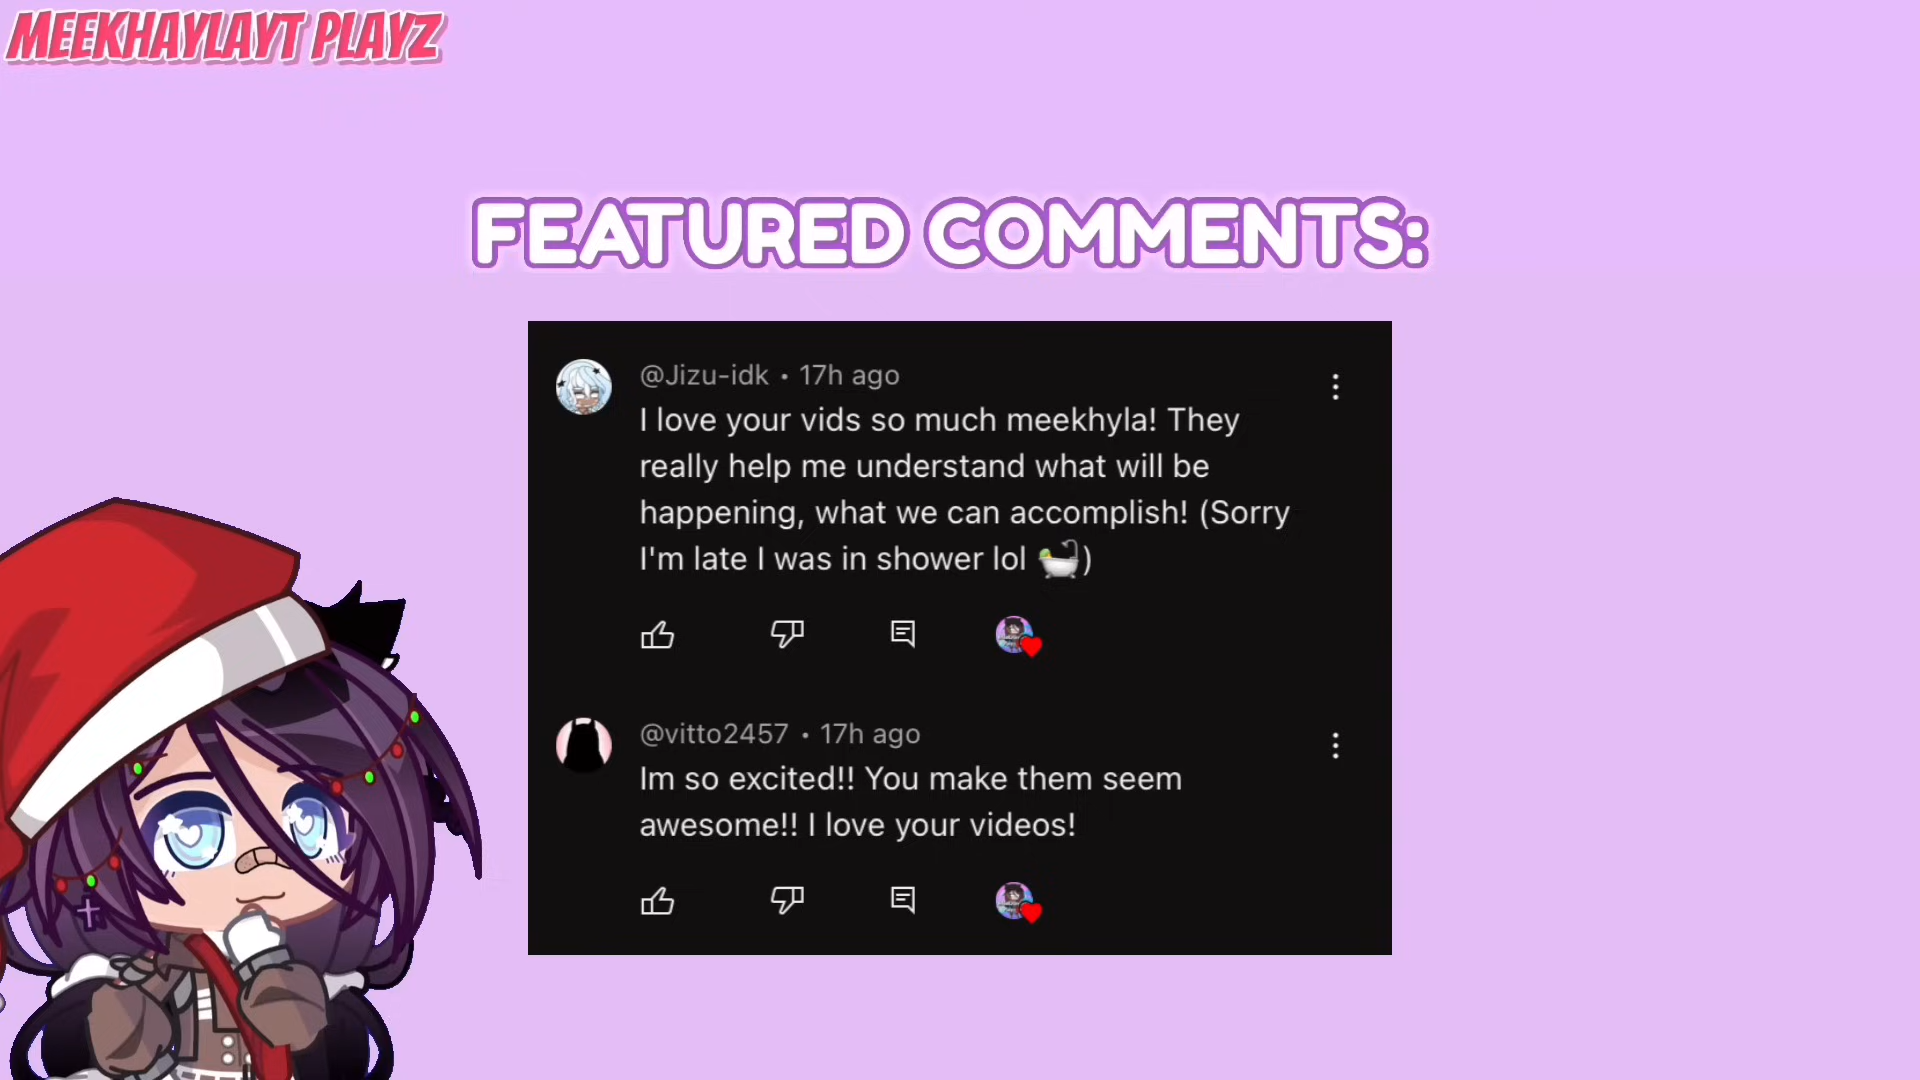 MEEKHAYLAYT PLAYZ
FEATURED COMMENTS:
@Jizu-idk • 17h ago
I love your vids so much meekhyla! They
really help me understand what will be
happening, what we can accomplish! (Sorry
I'm late I was in shower lol 🛀)
@vitto2457 • 17h ago
Im so excited!! You make them seem
awesome!! I love your videos!